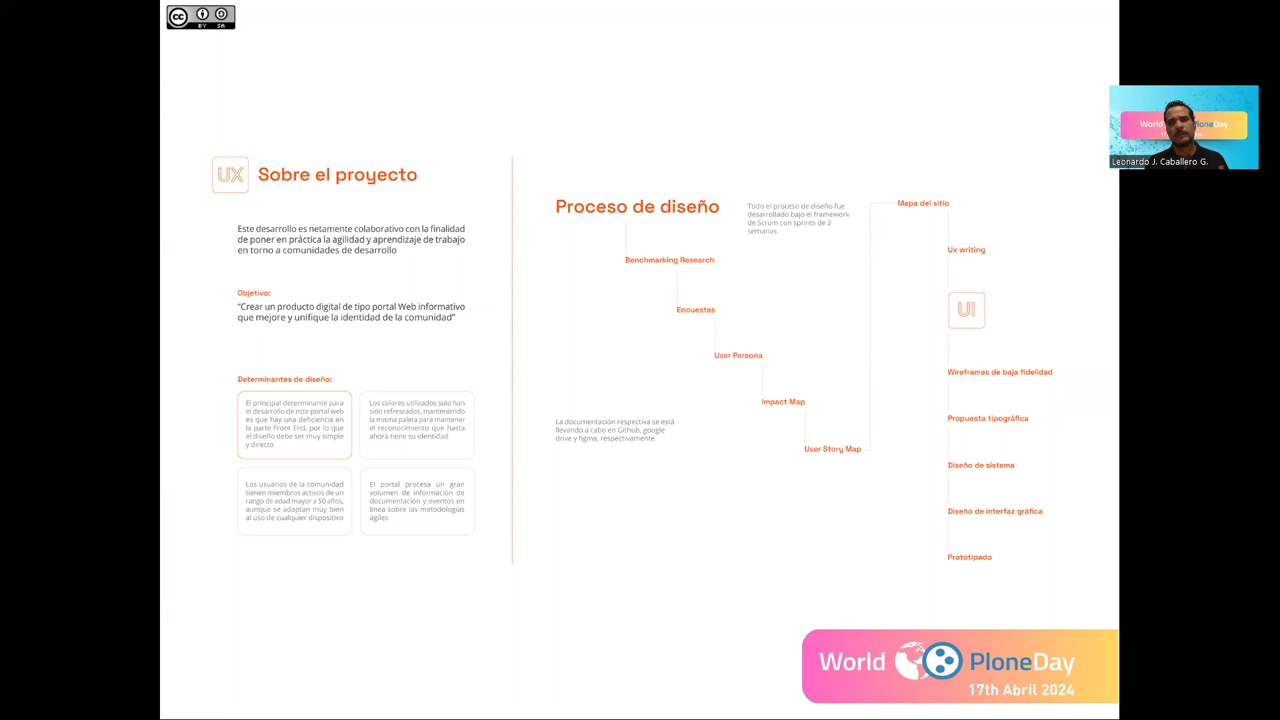 CC
BY SA
UX
Sobre el proyecto
Este desarrollo es netamente colaborativo con la finalidad
de poner en práctica la agilidad y aprendizaje de trabajo
en torno a comunidades de desarrollo
Objetivo:
“Crear un producto digital de tipo portal Web informativo
que mejore y unifique la identidad de la comunidad”
Determinantes de diseño:
El principal determinante para
el desarrollo de este portal web
es que hay una deficiencia en
la parte Front End, por lo que
el diseño debe ser muy simple
y directo
Los colores utilizados solo han
sido refrescados, manteniendo
la misma paleta para mantener
el reconocimiento que hasta
ahora tiene su identidad
Los usuarios de la comunidad
tienen miembros activos de un
rango de edad mayor a 50 años,
aunque se adaptan muy bien
al uso de cualquier dispositivo
El portal procesa un gran
volumen de información de
documentación y eventos en
línea sobre las metodologías
ágiles
Proceso de diseño
Todo el proceso de diseño fue
desarrollado bajo el framework
de Scrum con sprints de 2
semanas
Benchmarking Research
Encuestas
User Persona
Impact Map
User Story Map
La documentación respectiva se está
llevando a cabo en Github, google
drive y figma, respectivamente
Mapa del sitio
Ux writing
UI
Wireframes de baja fidelidad
Propuesta tipográfica
Diseño de sistema
Diseño de interfaz gráfica
Prototipado
World PloneDay
Leonardo J. Caballero G.
World PloneDay
17th Abril 2024